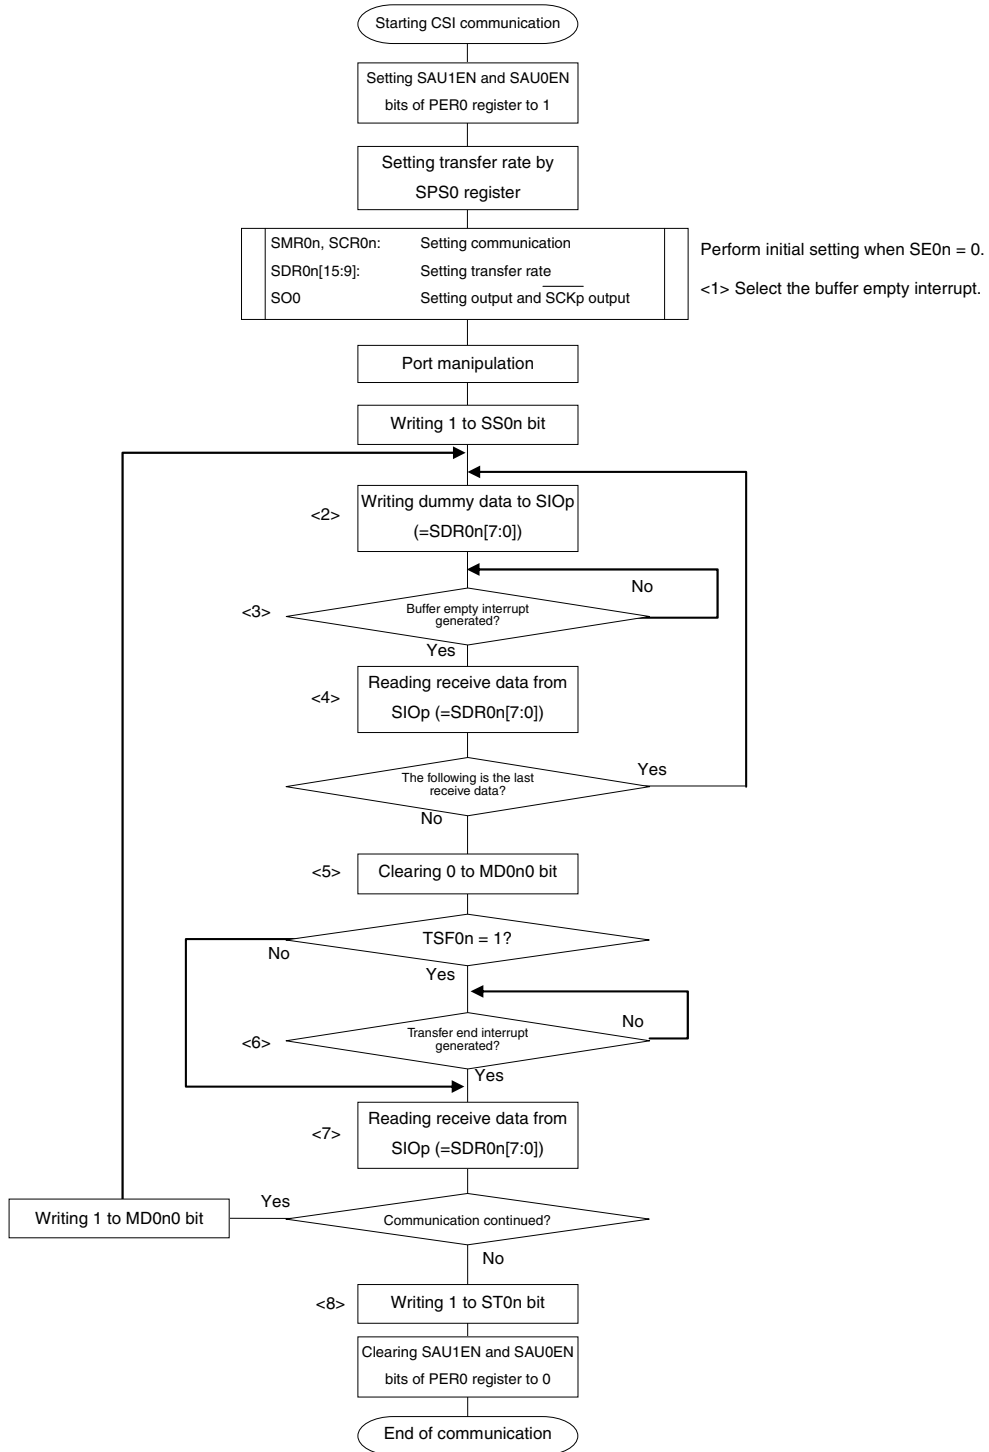 Starting CSI communication
Setting SAU1EN and SAU0EN
bits of PER0 register to 1
Setting transfer rate by
SPS0 register
SMR0n, SCR0n: Setting communication
SDR0n[15:9]: Setting transfer rate
SO0 Setting output and SCKp output
Perform initial setting when SE0n = 0.
<1> Select the buffer empty interrupt.
Port manipulation
Writing 1 to SS0n bit
<2>
Writing dummy data to SIOp
(=SDR0n[7:0])
No
<3>
Buffer empty interrupt
generated?
Yes
<4>
Reading receive data from
SIOp (=SDR0n[7:0])
The following is the last
receive data?
Yes
No
<5>
Clearing 0 to MD0n0 bit
TSF0n = 1?
No
Yes
<6>
Transfer end interrupt
generated?
No
Yes
<7>
Reading receive data from
SIOp (=SDR0n[7:0])
Writing 1 to MD0n0 bit
Yes
Communication continued?
No
<8>
Writing 1 to ST0n bit
Clearing SAU1EN and SAU0EN
bits of PER0 register to 0
End of communication